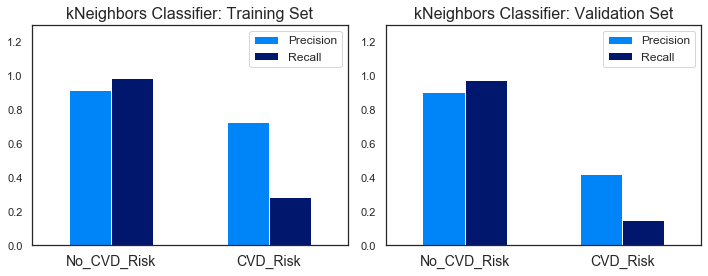 kNeighbors Classifier: Training Set
1.2
1.0
0.8
0.6
0.4
0.2
0.0
Precision
Recall
No_CVD_Risk
CVD_Risk
kNeighbors Classifier: Validation Set
1.2
1.0
0.8
0.6
0.4
0.2
0.0
Precision
Recall
No_CVD_Risk
CVD_Risk